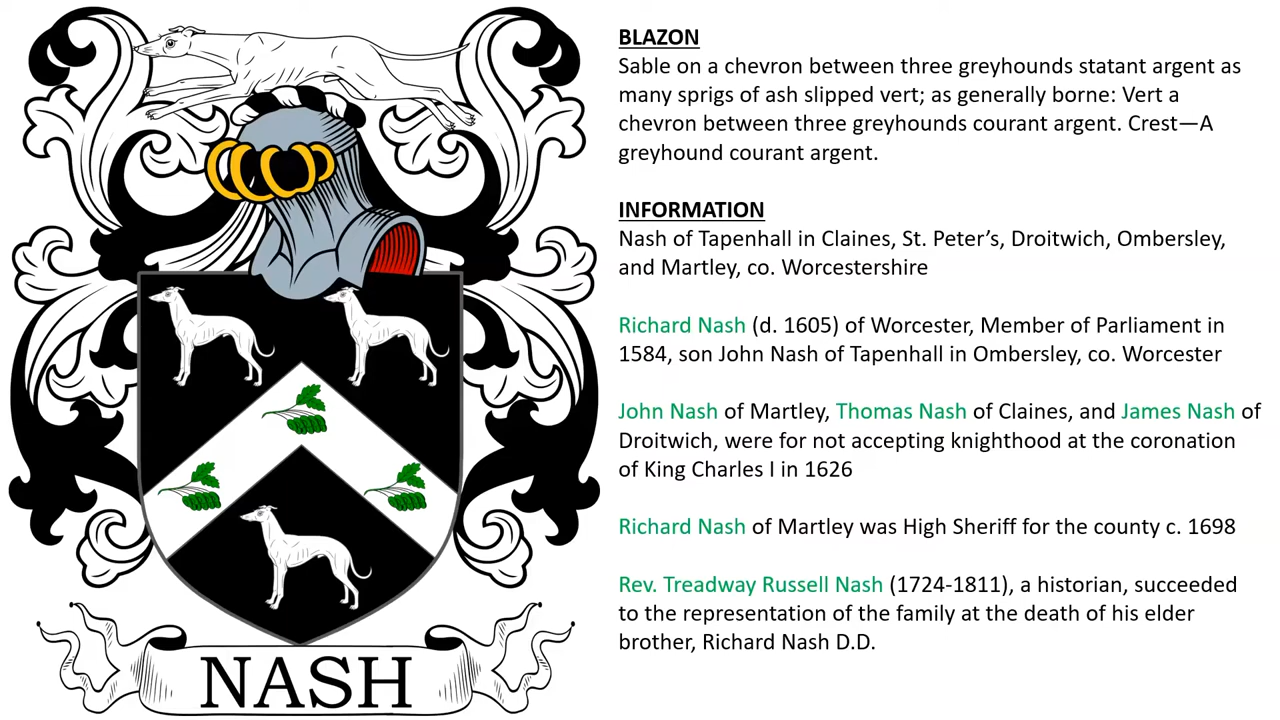 BLAZON
Sable on a chevron between three greyhounds statant argent as
many sprigs of ash slipped vert; as generally borne: Vert a
chevron between three greyhounds courant argent. Crest—A
greyhound courant argent.
INFORMATION
Nash of Tapenhall in Claines, St. Peter’s, Droitwich, Ombersley,
and Martley, co. Worcestershire
Richard Nash (d. 1605) of Worcester, Member of Parliament in
1584, son John Nash of Tapenhall in Ombersley, co. Worcester
John Nash of Martley, Thomas Nash of Claines, and James Nash of
Droitwich, were for not accepting knighthood at the coronation
of King Charles I in 1626
Richard Nash of Martley was High Sheriff for the county c. 1698
Rev. Treadway Russell Nash (1724-1811), a historian, succeeded
to the representation of the family at the death of his elder
brother, Richard Nash D.D.
NASH